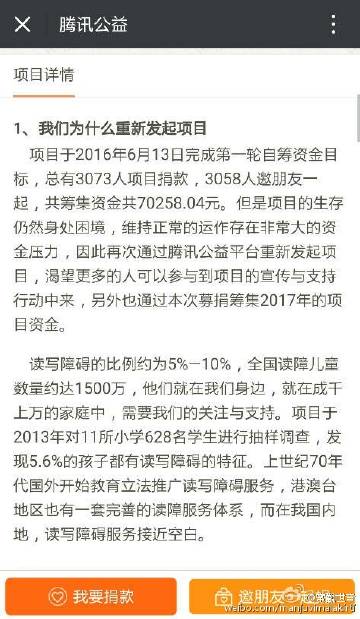 腾讯公益
项目详情
1、我们为什么重新发起项目
项目于2016年6月13日完成第一轮自筹资金目
标，总有3073人项目捐款，3058人邀朋友一
起，共筹集资金共70258.04元。但是项目的生存
仍然身处困境，维持正常的运作存在非常大的资
金压力，因此再次通过腾讯公益平台重新发起项
目，渴望更多的人可以参与到项目的宣传与支持
行动中来，另外也通过本次募捐筹集2017年的项
目资金。
读写障碍的比例约为5%—10%，全国读障儿童
数量约达1500万，他们就在我们身边，就在成千
上万的家庭中，需要我们的关注与支持。项目于
2013年对11所小学628名学生进行抽样调查，发
现5.6%的孩子都有读写障碍的特征。上世纪70年
代国外开始教育立法推广读写障碍服务，港澳台
地区也有一套完善的读障服务体系，而在我国内
地，读写障碍服务接近空白。
我要捐款
邀朋友